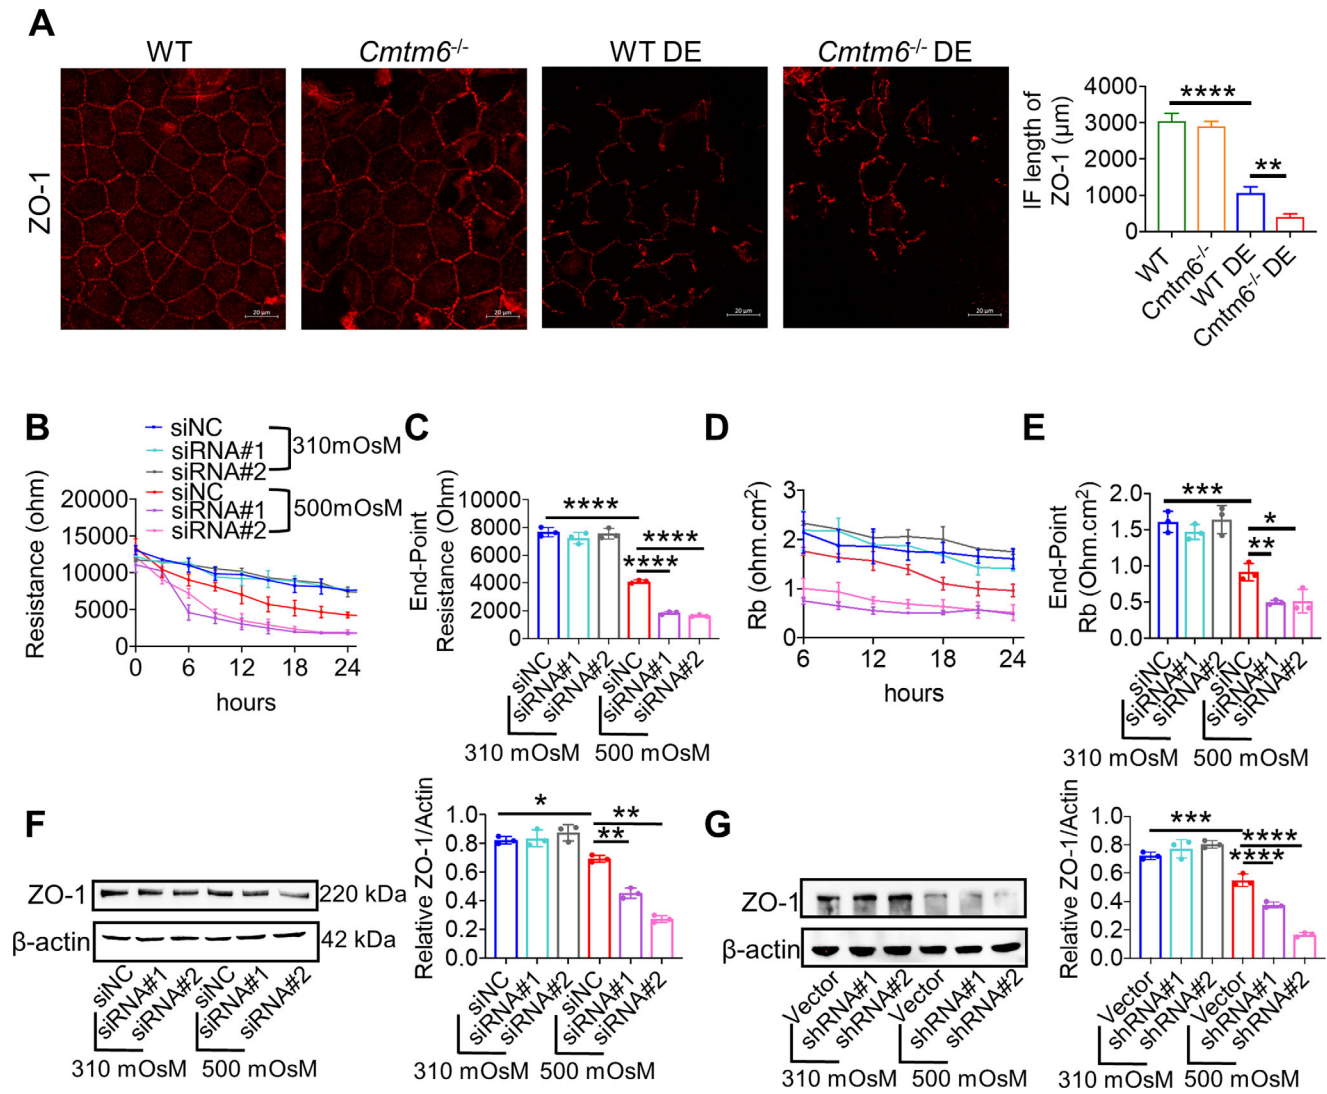 A
WT
Cmtm6-/-
WT DE
Cmtm6-/- DE
ZO-1
20 µm
20 µm
20 µm
20 µm
IF length of
ZO-1 (µm)
4000
3000
2000
1000
0
****
**
WT
Cmtm6-/-
WT DE
Cmtm6-/- DE
B
siNC
siRNA#1
siRNA#2
310mOsM
siNC
siRNA#1
siRNA#2
500mOsM
Resistance (ohm)
20000
15000
10000
5000
0
0
6
12
18
24
hours
C
End-Point
Resistance (Ohm)
10000
8000
6000
4000
2000
0
****
****
****
siNC
siRNA#1
siRNA#2
siNC
siRNA#1
siRNA#2
310 mOsM
500 mOsM
D
Rb (ohm.cm2)
3
2
1
0
6
12
18
24
hours
E
End-Point
Rb (Ohm.cm2)
2.0
1.5
1.0
0.5
0.0
***
*
**
siNC
siRNA#1
siRNA#2
siNC
siRNA#1
siRNA#2
310 mOsM
500 mOsM
F
ZO-1
220 kDa
β-actin
42 kDa
siNC
siRNA#1
siRNA#2
siNC
siRNA#1
siRNA#2
310 mOsM
500 mOsM
Relative ZO-1/Actin
1.0
0.8
0.6
0.4
0.2
0.0
*
**
**
siNC
siRNA#1
siRNA#2
siNC
siRNA#1
siRNA#2
310 mOsM
500 mOsM
G
ZO-1
β-actin
Vector
shRNA#1
shRNA#2
Vector
shRNA#1
shRNA#2
310 mOsM
500 mOsM
Relative ZO-1/Actin
1.0
0.8
0.6
0.4
0.2
0.0
***
****
****
Vector
shRNA#1
shRNA#2
Vector
shRNA#1
shRNA#2
310 mOsM
500 mOsM